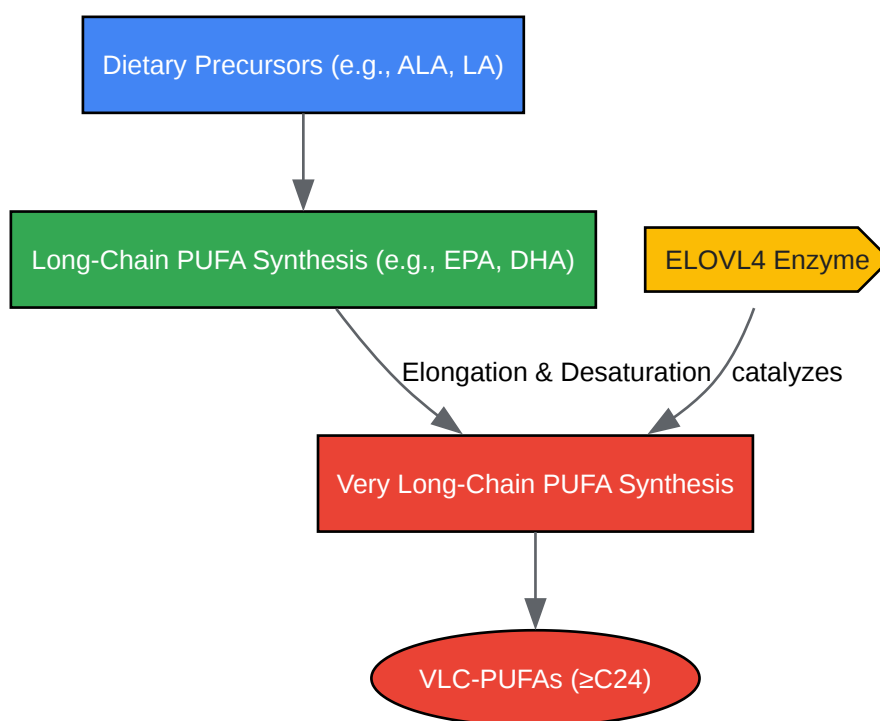 Dietary Precursors (e.g., ALA, LA)
Long-Chain PUFA Synthesis (e.g., EPA, DHA)
ELOVL4 Enzyme
Elongation & Desaturation
catalyzes
Very Long-Chain PUFA Synthesis
VLC-PUFAs (≥C24)